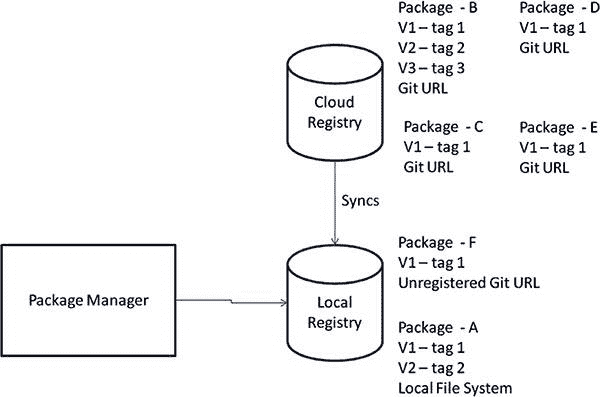 Package - B
V1 – tag 1
V2 – tag 2
V3 – tag 3
Git URL
Package - D
V1 – tag 1
Git URL
Cloud
Registry
Package - C
V1 – tag 1
Git URL
Package - E
V1 – tag 1
Git URL
Syncs
Package - F
V1 – tag 1
Unregistered Git URL
Package Manager
Local
Registry
Package - A
V1 – tag 1
V2 – tag 2
Local File System